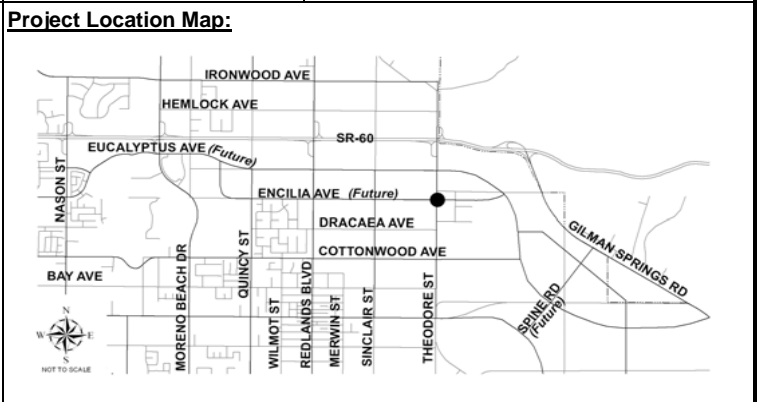 Project Location Map:
IRONWOOD AVE
HEMLOCK AVE
SR-60
EUCALYPTUS AVE (Future)
NASON ST
ENCILIA AVE (Future)
DRACAEA AVE
COTTONWOOD AVE
GILMAN SPRINGS RD
BAY AVE
MORENO BEACH DR
QUINCY ST
WILMOT ST
REDLANDS BLVD
MERWIN ST
SINCLAIR ST
THEODORE ST
SPINE RD
(Future)
N
W E
S
NOT TO SCALE